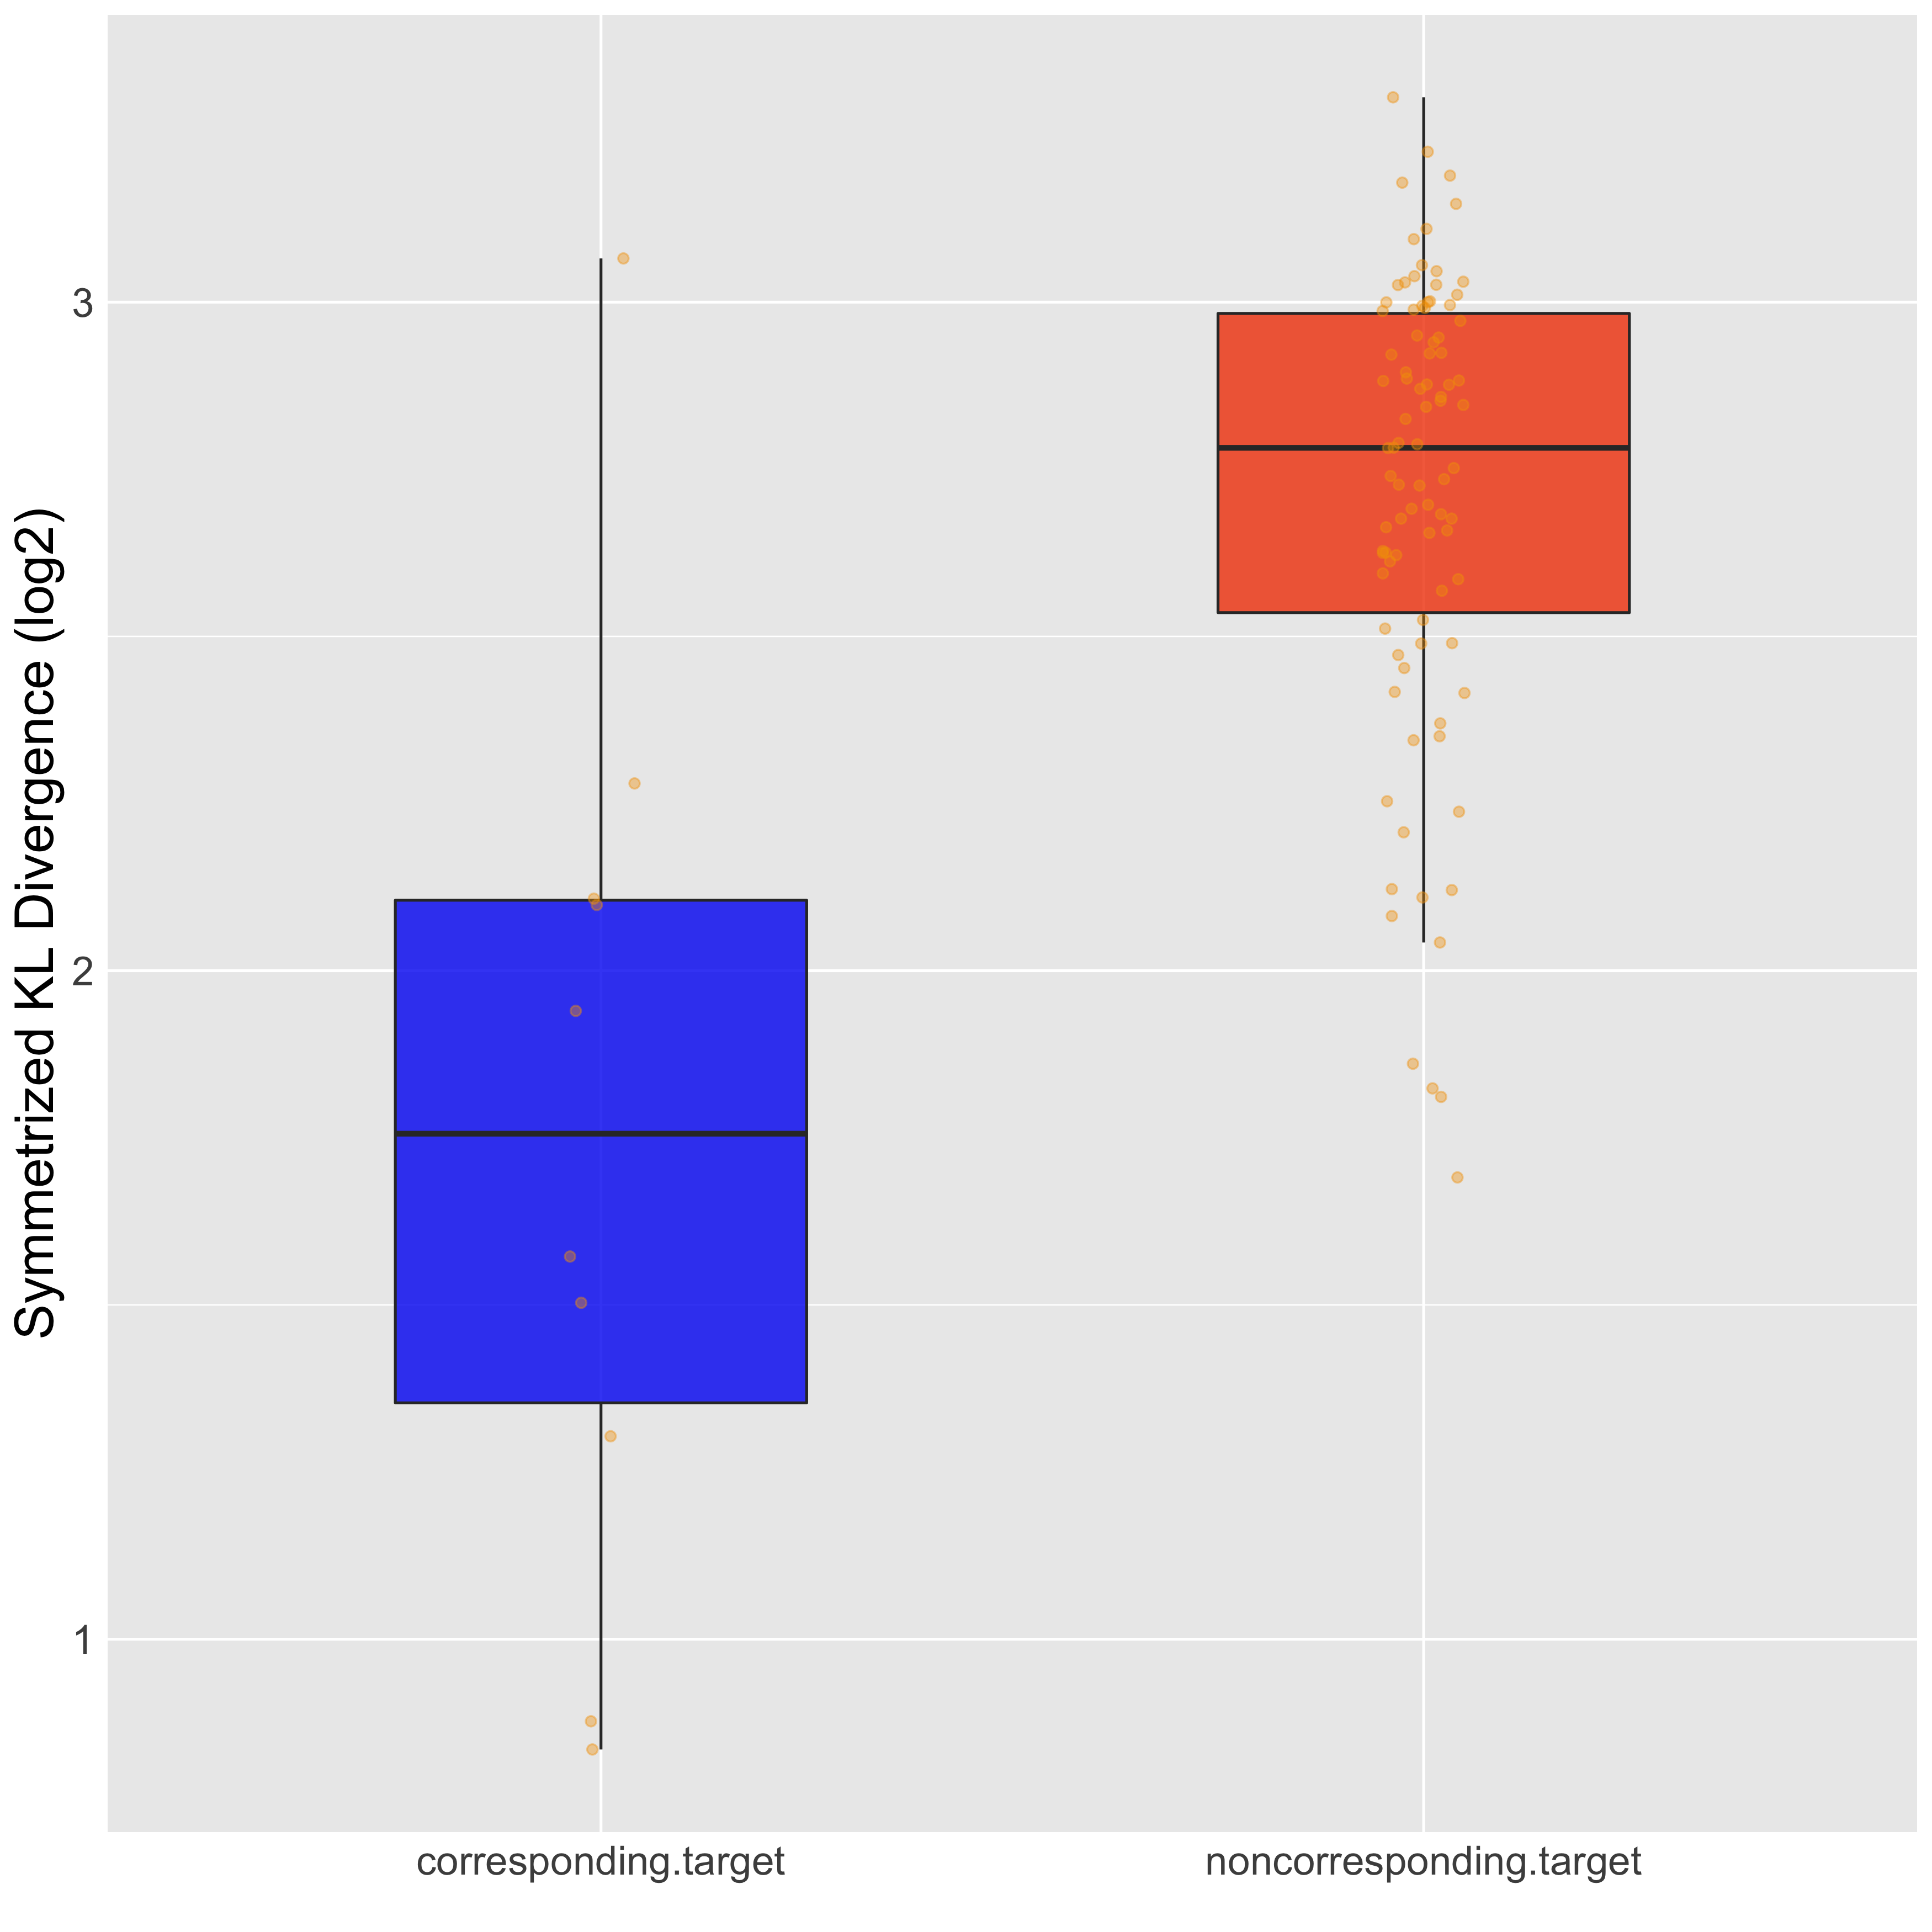 Symmetrized KL Divergence (log2)
3
2
1
corresponding.target
noncorresponding.target